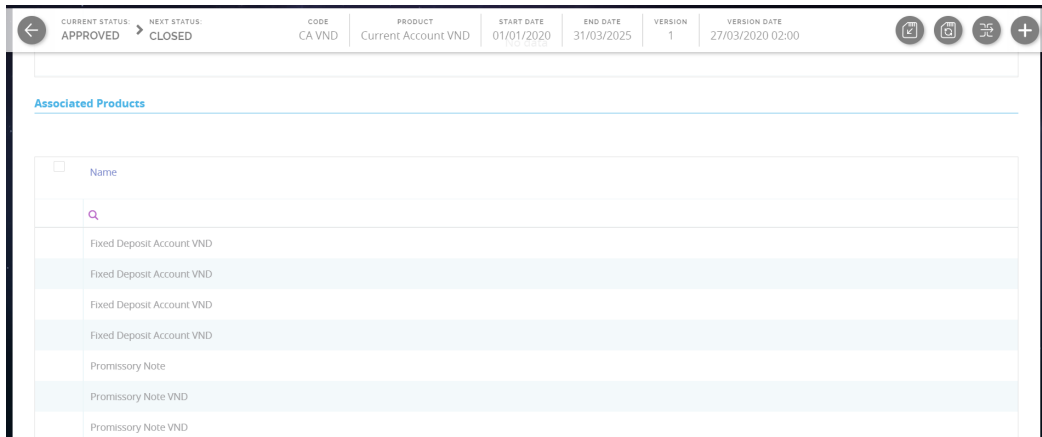 CURRENT STATUS: NEXT STATUS: CODE PRODUCT START DATE END DATE VERSION VERSION DATE
APPROVED CLOSED CA VND Current Account VND 01/01/2020 31/03/2025 1 27/03/2020 02:00
No data
Associated Products
Name
Fixed Deposit Account VND
Fixed Deposit Account VND
Fixed Deposit Account VND
Fixed Deposit Account VND
Promissory Note
Promissory Note VND
Promissory Note VND